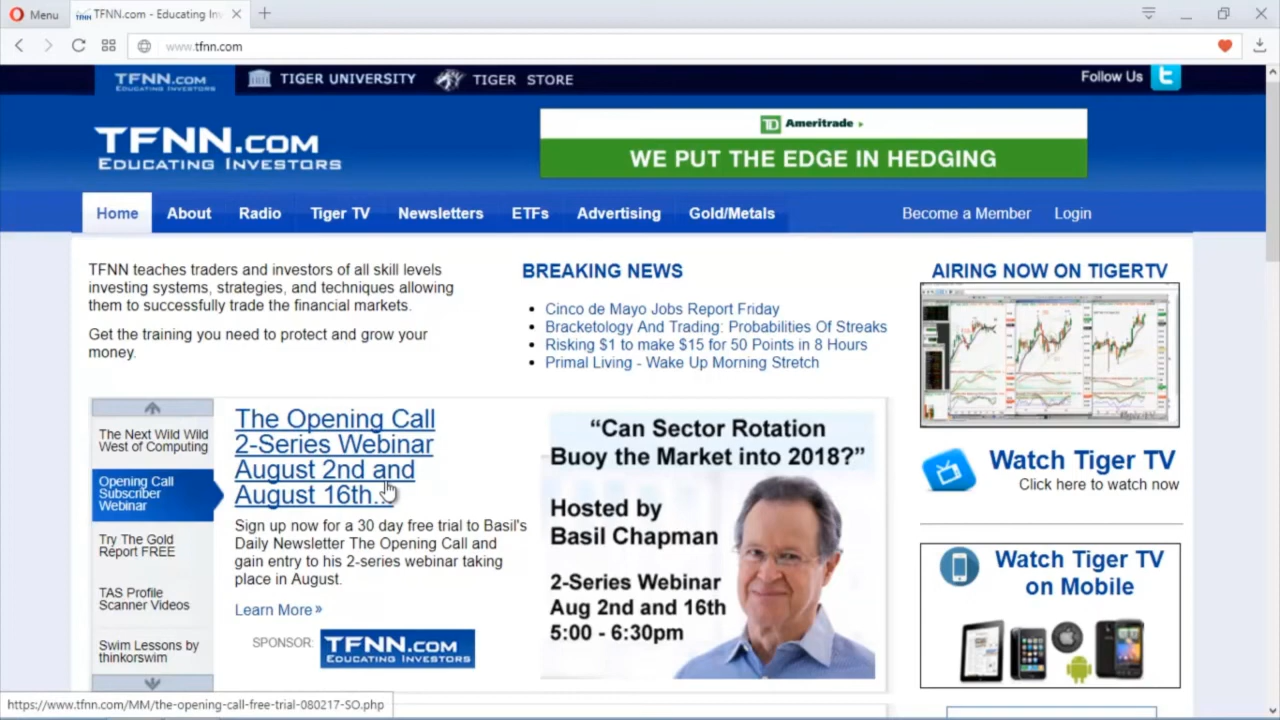 Menu
TFNN.com - Educating In
www.tfnn.com
TFNN.COM
EDUCATING INVESTORS
TIGER UNIVERSITY
TIGER STORE
Follow Us
TFNN.COM
EDUCATING INVESTORS
TD Ameritrade
WE PUT THE EDGE IN HEDGING
Home
About
Radio
Tiger TV
Newsletters
ETFs
Advertising
Gold/Metals
Become a Member
Login
TFNN teaches traders and investors of all skill levels
investing systems, strategies, and techniques allowing
them to successfully trade the financial markets.
Get the training you need to protect and grow your
money.
BREAKING NEWS
Cinco de Mayo Jobs Report Friday
Bracketology And Trading: Probabilities Of Streaks
Risking $1 to make $15 for 50 Points in 8 Hours
Primal Living - Wake Up Morning Stretch
AIRING NOW ON TIGERTV
Watch Tiger TV
Click here to watch now
Watch Tiger TV
on Mobile
The Next Wild Wild
West of Computing
Opening Call
Subscriber
Webinar
Try The Gold
Report FREE
TAS Profile
Scanner Videos
Swim Lessons by
thinkorswim
The Opening Call
2-Series Webinar
August 2nd and
August 16th...
Sign up now for a 30 day free trial to Basil's
Daily Newsletter The Opening Call and
gain entry to his 2-series webinar taking
place in August.
Learn More »
SPONSOR:
TFNN.COM
EDUCATING INVESTORS
“Can Sector Rotation
Buoy the Market into 2018?”
Hosted by
Basil Chapman
2-Series Webinar
Aug 2nd and 16th
5:00 - 6:30pm
https://www.tfnn.com/MM/the-opening-call-free-trial-080217-SO.php